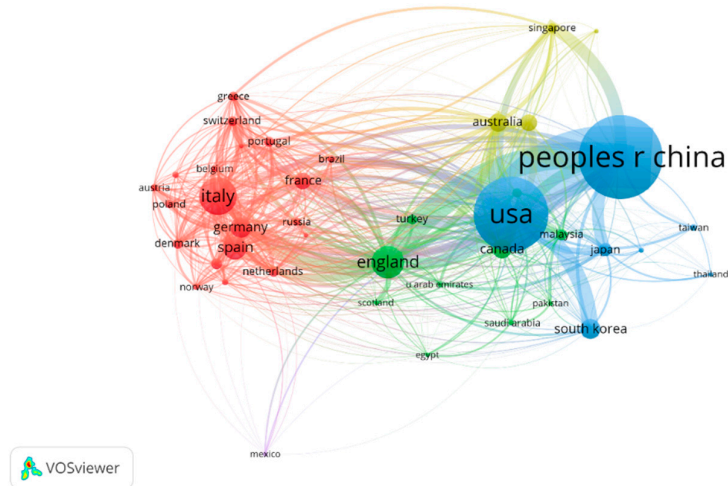 singapore
greece
switzerland
australia
portugal
peoples r china
brazil
belgium
france
austria
italy
poland
usa
turkey
russia
germany
taiwan
malaysia
denmark
spain
canada
japan
england
netherlands
thailand
norway
u arab emirates
scotland
pakistan
saudi arabia
south korea
egypt
mexico
VOSviewer